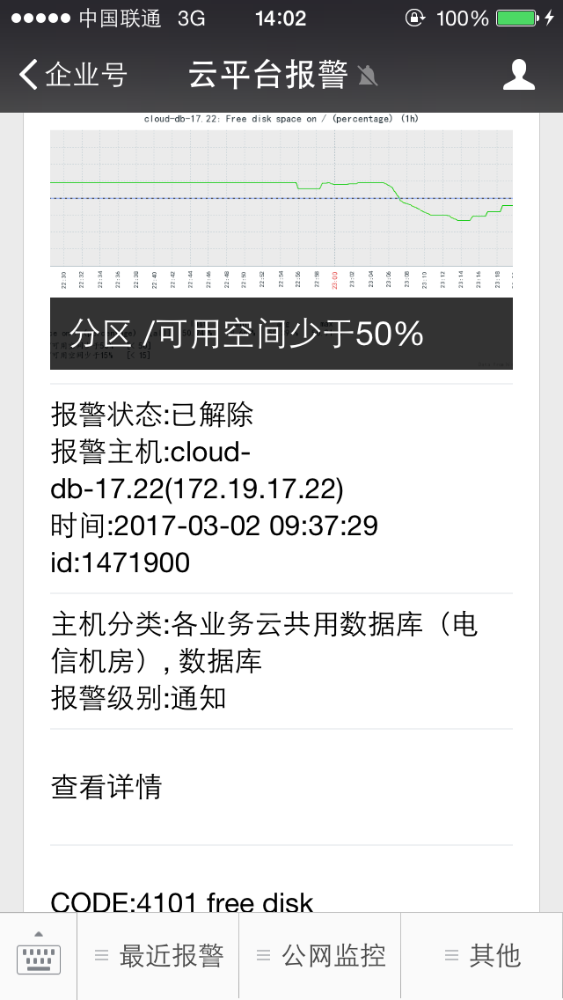 中国联通 3G 14:02 100%
企业号 云平台报警
cloud-db-17.22: Free disk space on / (percentage) (1h)
22:30 22:32 22:34 22:36 22:38 22:40 22:42 22:44 22:46 22:48 22:50 22:52 22:54 22:56 22:58 23:00 23:02 23:04 23:06 23:08 23:10 23:12 23:14 23:16 23:18
分区 /可用空间少于50%
报警状态:已解除
报警主机:cloud-
db-17.22(172.19.17.22)
时间:2017-03-02 09:37:29
id:1471900
主机分类:各业务云共用数据库（电
信机房）, 数据库
报警级别:通知
查看详情
CODE:4101 free disk
最近报警 公网监控 其他